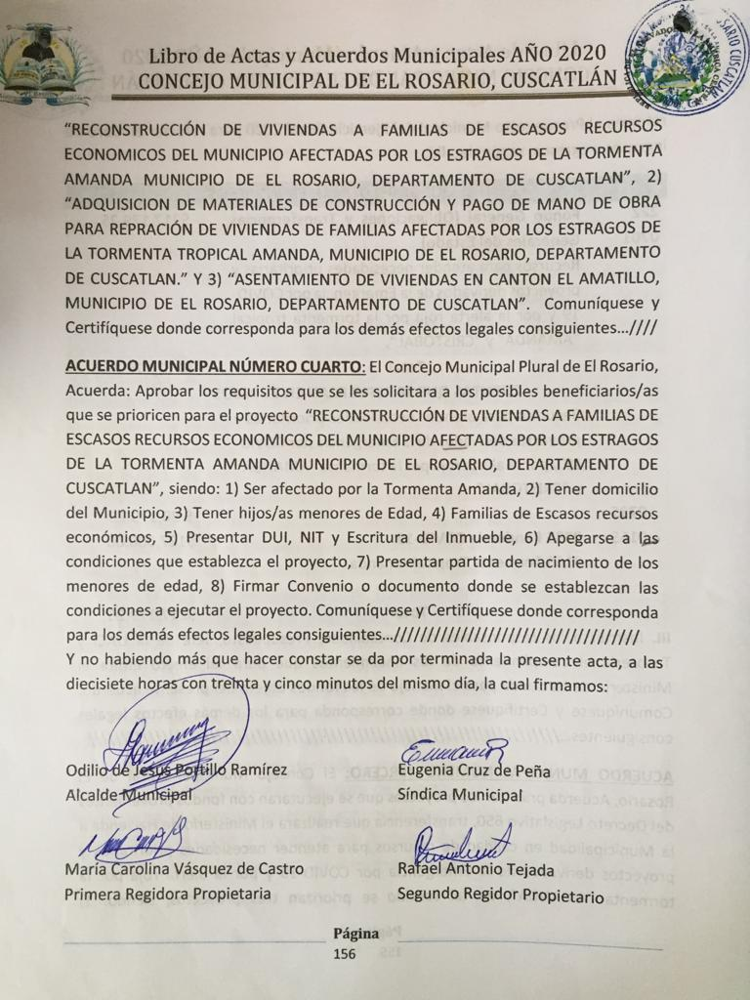 Libro de Actas y Acuerdos Municipales AÑO 2020
CONCEJO MUNICIPAL DE EL ROSARIO, CUSCATLÁN
“RECONSTRUCCIÓN DE VIVIENDAS A FAMILIAS DE ESCASOS RECURSOS
ECONOMICOS DEL MUNICIPIO AFECTADAS POR LOS ESTRAGOS DE LA TORMENTA
AMANDA MUNICIPIO DE EL ROSARIO, DEPARTAMENTO DE CUSCATLAN”, 2)
“ADQUISICION DE MATERIALES DE CONSTRUCCIÓN Y PAGO DE MANO DE OBRA
PARA REPRACIÓN DE VIVIENDAS DE FAMILIAS AFECTADAS POR LOS ESTRAGOS DE
LA TORMENTA TROPICAL AMANDA, MUNICIPIO DE EL ROSARIO, DEPARTAMENTO
DE CUSCATLAN.” Y 3) “ASENTAMIENTO DE VIVIENDAS EN CANTON EL AMATILLO,
MUNICIPIO DE EL ROSARIO, DEPARTAMENTO DE CUSCATLAN”. Comuníquese y
Certifíquese donde corresponda para los demás efectos legales consiguientes...////
ACUERDO MUNICIPAL NÚMERO CUARTO: El Concejo Municipal Plural de El Rosario,
Acuerda: Aprobar los requisitos que se les solicitara a los posibles beneficiarios/as
que se prioricen para el proyecto “RECONSTRUCCIÓN DE VIVIENDAS A FAMILIAS DE
ESCASOS RECURSOS ECONOMICOS DEL MUNICIPIO AFECTADAS POR LOS ESTRAGOS
DE LA TORMENTA AMANDA MUNICIPIO DE EL ROSARIO, DEPARTAMENTO DE
CUSCATLAN”, siendo: 1) Ser afectado por la Tormenta Amanda, 2) Tener domicilio
del Municipio, 3) Tener hijos/as menores de Edad, 4) Familias de Escasos recursos
económicos, 5) Presentar DUI, NIT y Escritura del Inmueble, 6) Apegarse a las
condiciones que establezca el proyecto, 7) Presentar partida de nacimiento de los
menores de edad, 8) Firmar Convenio o documento donde se establezcan las
condiciones a ejecutar el proyecto. Comuníquese y Certifíquese donde corresponda
para los demás efectos legales consiguientes...////////////////////////////////////
Y no habiendo más que hacer constar se da por terminada la presente acta, a las
diecisiete horas con treinta y cinco minutos del mismo día, la cual firmamos:
Odilio de Jesús Portillo Ramírez
Alcalde Municipal
Eugenia Cruz de Peña
Síndica Municipal
María Carolina Vásquez de Castro
Primera Regidora Propietaria
Rafael Antonio Tejada
Segundo Regidor Propietario
Página
156